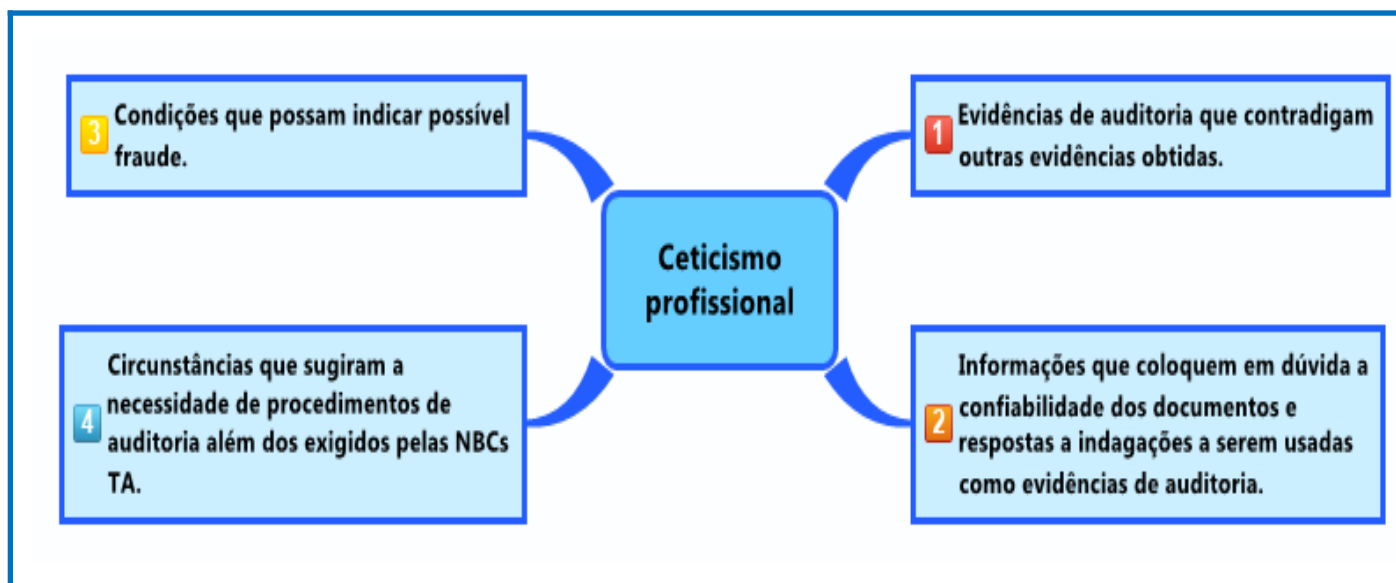 Ceticismo
profissional
1
Evidências de auditoria que contradigam
outras evidências obtidas.
2
Informações que coloquem em dúvida a
confiabilidade dos documentos e
respostas a indagações a serem usadas
como evidências de auditoria.
3
Condições que possam indicar possível
fraude.
4
Circunstâncias que sugiram a
necessidade de procedimentos de
auditoria além dos exigidos pelas NBCs
TA.